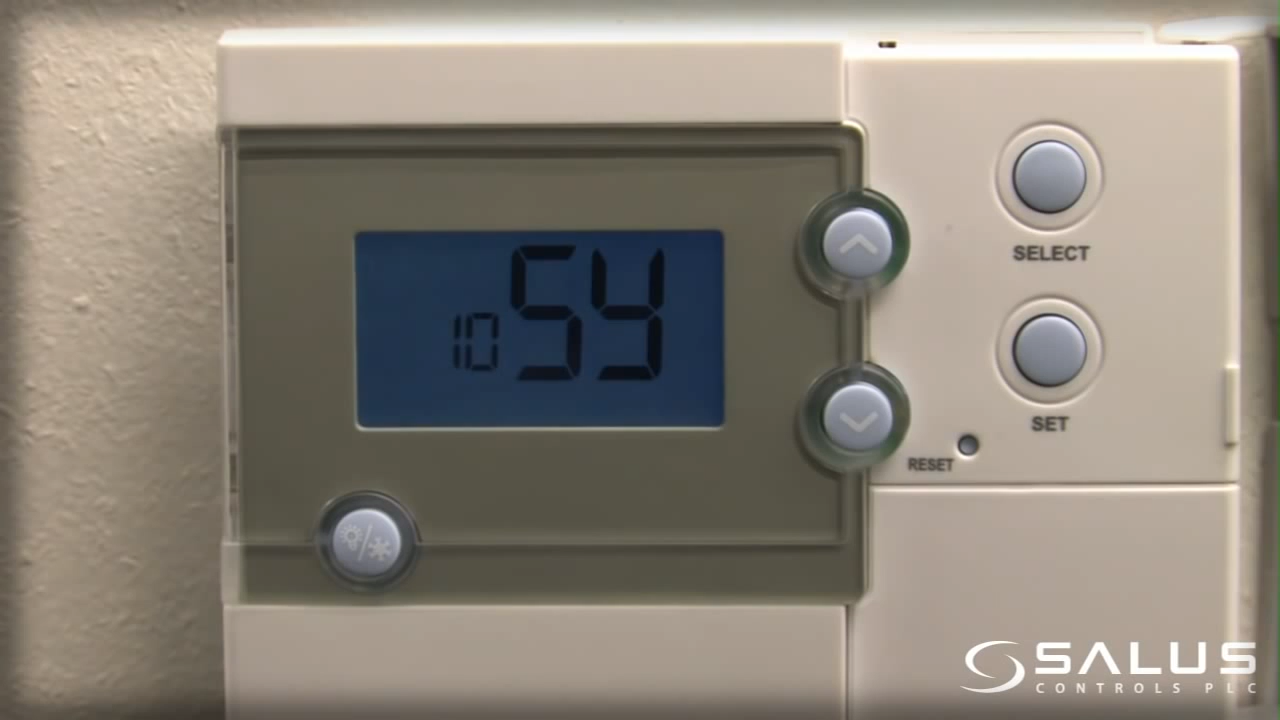 10 SY
SELECT
SET
RESET
SALUS
CONTROLS PLC